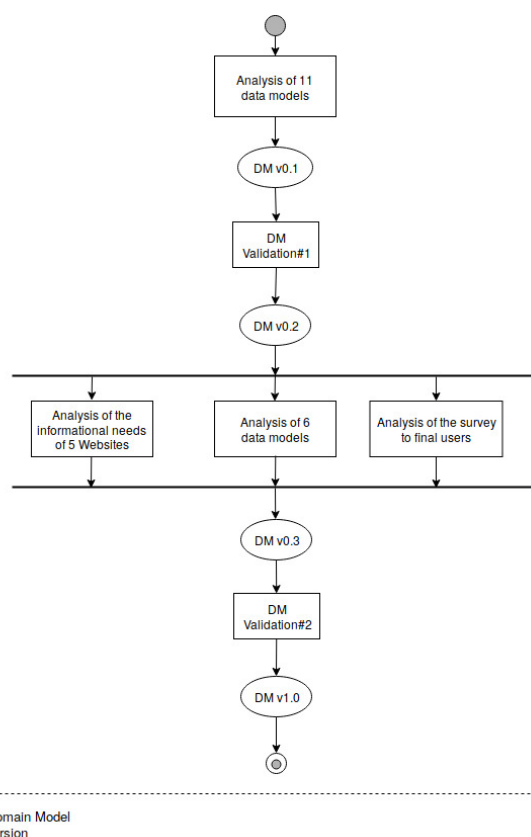 Analysis of 11
data models
DM v0.1
DM
Validation#1
DM v0.2
Analysis of the
informational needs
of 5 Websites
Analysis of 6
data models
Analysis of the survey
to final users
DM v0.3
DM
Validation#2
DM v1.0
Model